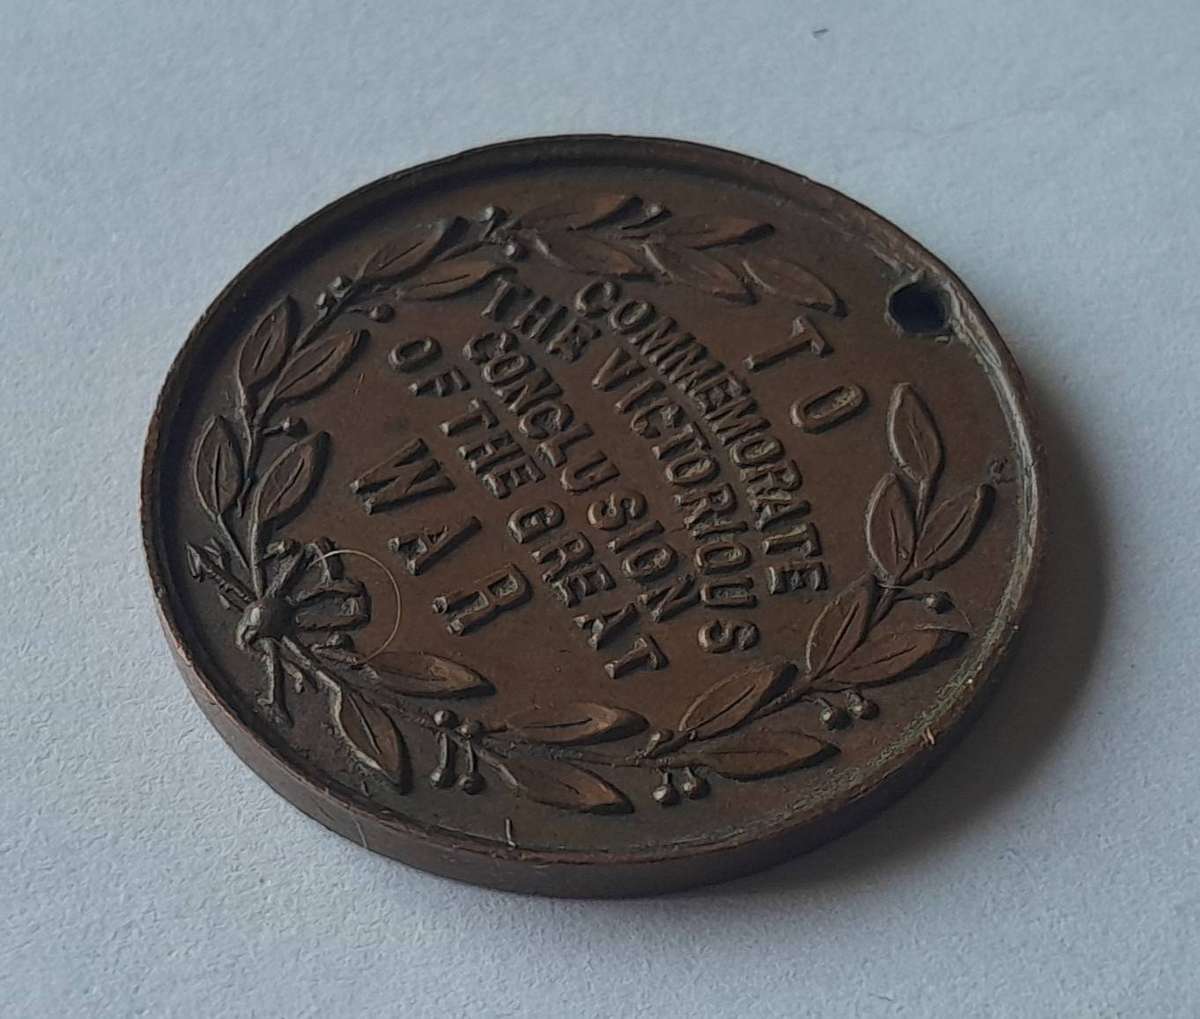 TO
COMMEMORATE
THE VICTORIOUS
CONCLUSION
OF THE GREAT
WAR